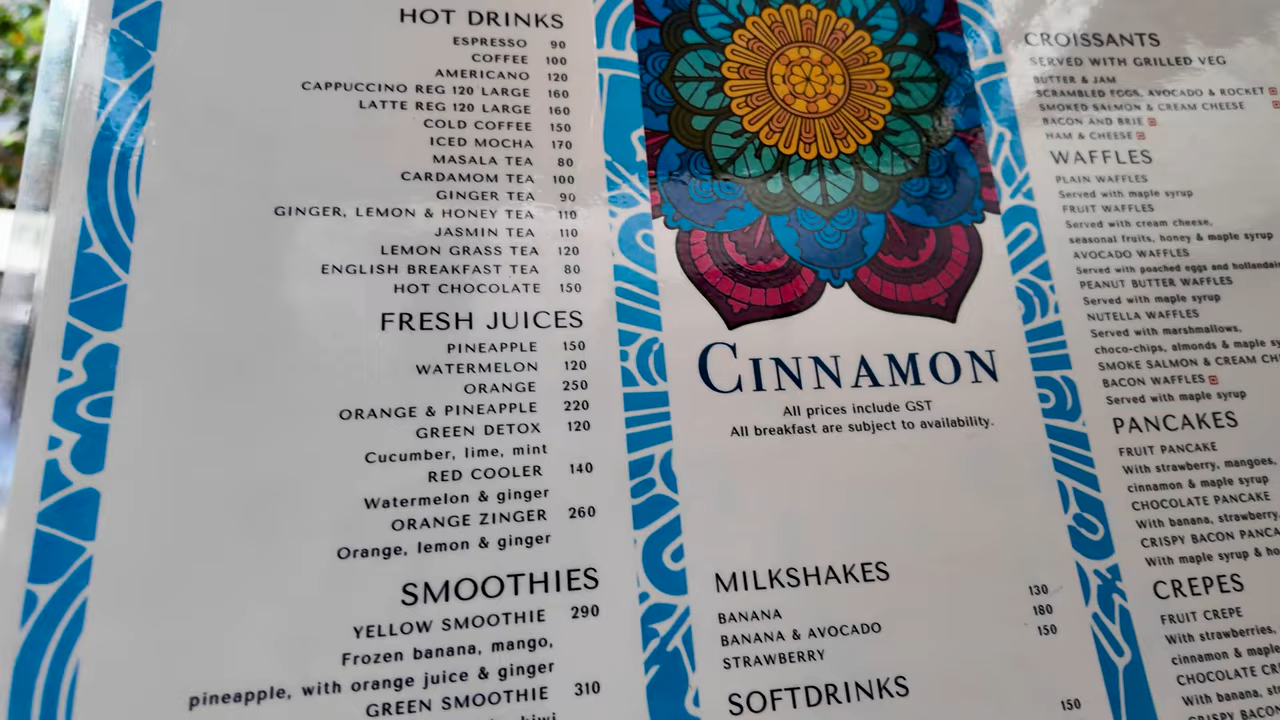 HOT DRINKS
ESPRESSO 90
COFFEE 100
AMERICANO 120
CAPPUCCINO REG 120 LARGE 160
LATTE REG 120 LARGE 160
COLD COFFEE 150
ICED MOCHA 170
MASALA TEA 80
CARDAMOM TEA 100
GINGER TEA 90
GINGER, LEMON & HONEY TEA 110
JASMIN TEA 110
LEMON GRASS TEA 120
ENGLISH BREAKFAST TEA 80
HOT CHOCOLATE 150
FRESH JUICES
PINEAPPLE 150
WATERMELON 120
ORANGE 250
ORANGE & PINEAPPLE 220
GREEN DETOX 120
Cucumber, lime, mint
RED COOLER 140
Watermelon & ginger
ORANGE ZINGER 260
Orange, lemon & ginger
SMOOTHIES
YELLOW SMOOTHIE 290
Frozen banana, mango,
pineapple, with orange juice & ginger
GREEN SMOOTHIE 310
CINNAMON
All prices include GST
All breakfast are subject to availability.
MILKSHAKES
BANANA 130
BANANA & AVOCADO 180
STRAWBERRY 150
SOFTDRINKS
150
CROISSANTS
SERVED WITH GRILLED VEG
BUTTER & JAM
SCRAMBLED EGGS, AVOCADO & ROCKET
SMOKED SALMON & CREAM CHEESE
BACON AND BRIE
HAM & CHEESE
WAFFLES
PLAIN WAFFLES
Served with maple syrup
FRUIT WAFFLES
Served with cream cheese,
seasonal fruits, honey & maple syrup
AVOCADO WAFFLES
Served with poached eggs and
PEANUT BUTTER WAFFLES
Served with maple syrup
NUTELLA WAFFLES
Served with marshmallows,
choco-chips, almonds & maple
SMOKE SALMON & CREAM
BACON WAFFLES
Served with maple syrup
PANCAKES
FRUIT PANCAKE
With strawberry, mangoes,
cinnamon & maple syrup
CHOCOLATE PANCAKE
With banana, strawberry,
CRISPY BACON
With maple syrup &
CREPES
FRUIT CREPE
With strawberries,
cinnamon & maple
CHOCOLATE
With banana,
CRISPY BACON